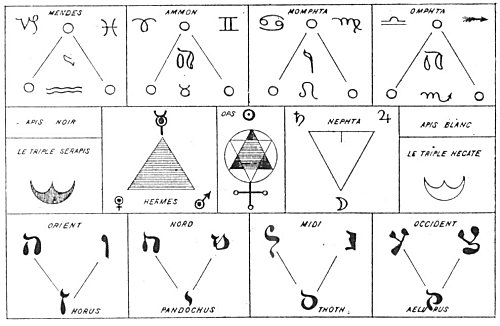 MENDES
♑ ♓
♒
AMMON
♈ ♊
♉
MOMPHTA
♋ ♍
♌
OMPHTA
♎ ♐
♏
APIS NOIR
LE TRIPLE SERAPIS
☿
♀ ♂
HERMES
OPS ☉
♄ NEPHTA ♃
☽
APIS BLANC
LE TRIPLE HECATE
ORIENT
ה ו
ז HORUS
NORD
ח ט
י
PANDOCHUS
MIDI
ל נ
ס
THOTH
OCCIDENT
ע צ
ק
AELURUS